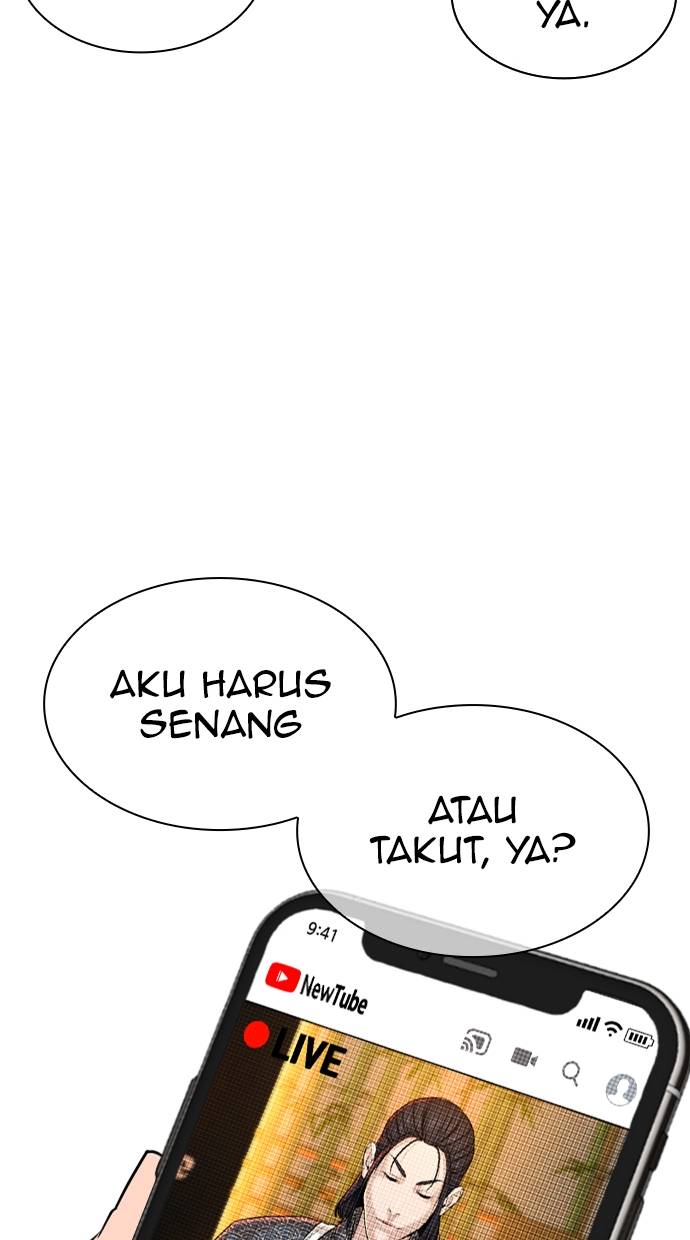 YA.
AKU HARUS
SENANG
ATAU
TAKUT, YA?
9:41
NewTube
LIVE